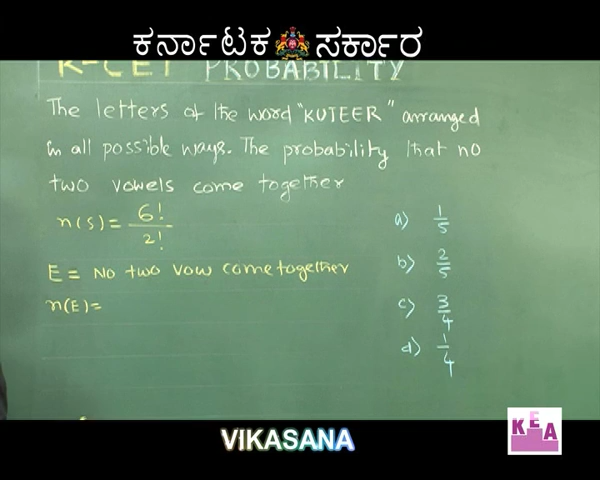 ಕರ್ನಾಟಕ ಸರ್ಕಾರ
K-CET PROBABILITY
The letters of the word "KUTEER" arranged
in all possible ways. The probability that no
two vowels come together
n(S) = 6!/2!
E = No two vow come together
n(E) =
a) 1/5
b) 2/5
c) 3/4
d) 1/4
KEA
VIKASANA